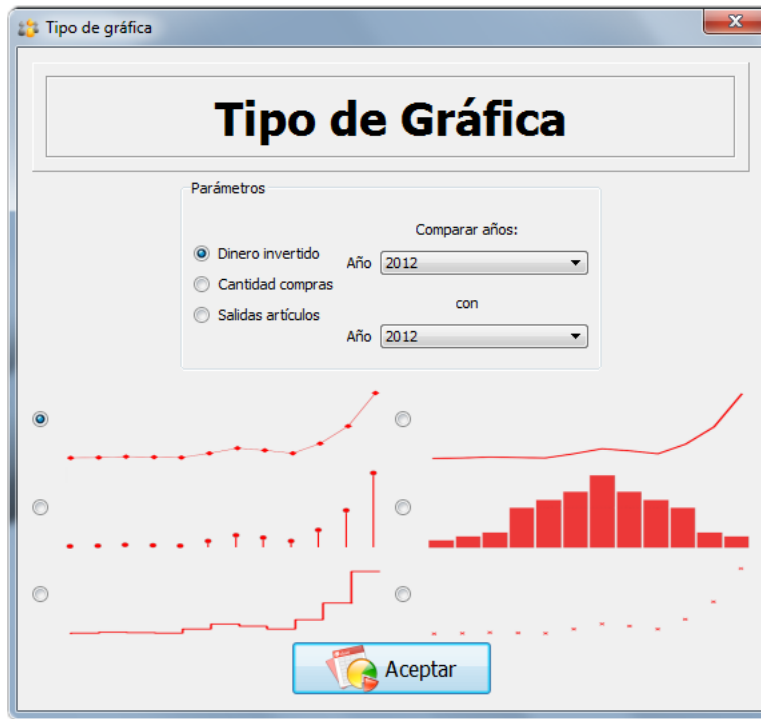 Tipo de gráfica
Tipo de Gráfica
Parámetros
Comparar años:
Dinero invertido
Año 2012
Cantidad compras
con
Salidas artículos
Año 2012
Aceptar